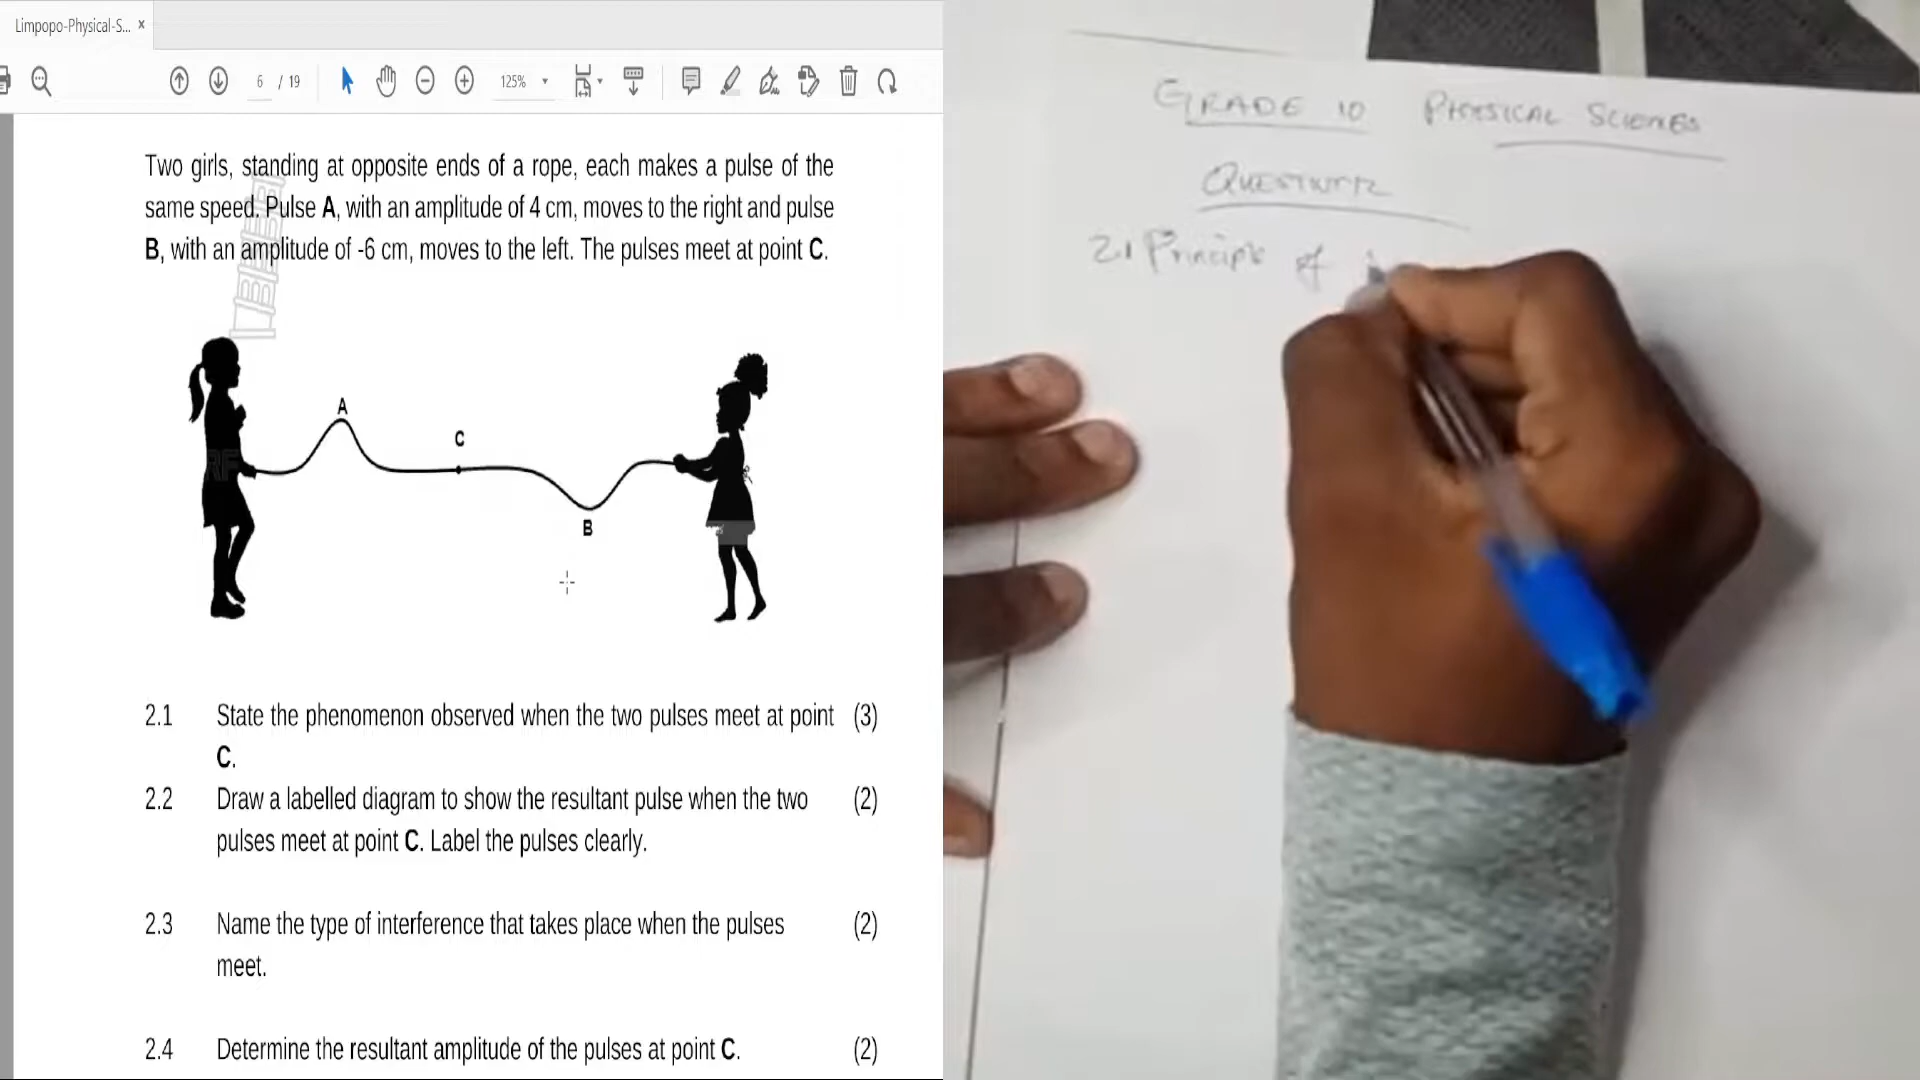 Limpopo-Physical-S... x
6 / 19
125%
Two girls, standing at opposite ends of a rope, each makes a pulse of the
same speed. Pulse A, with an amplitude of 4 cm, moves to the right and pulse
B, with an amplitude of -6 cm, moves to the left. The pulses meet at point C.
A
C
B
2.1 State the phenomenon observed when the two pulses meet at point (3)
C.
2.2 Draw a labelled diagram to show the resultant pulse when the two (2)
pulses meet at point C. Label the pulses clearly.
2.3 Name the type of interference that takes place when the pulses (2)
meet.
2.4 Determine the resultant amplitude of the pulses at point C. (2)
GRADE 10 PHYSICAL SCIENCES
2.1 Principle of